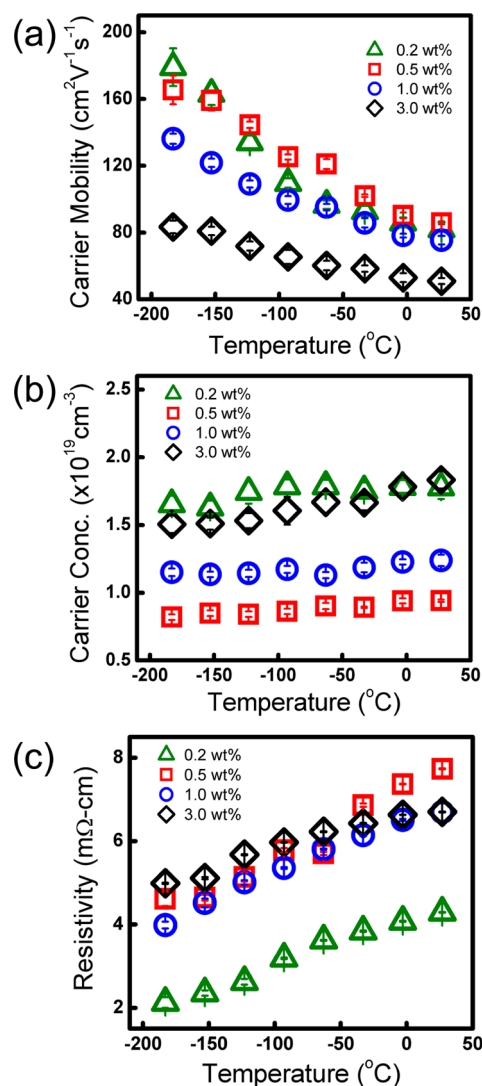 (a)
Carrier Mobility (cm²V⁻¹s⁻¹)
200
160
120
80
40
0.2 wt%
0.5 wt%
1.0 wt%
3.0 wt%
-200 -150 -100 -50 0 50
Temperature (°C)
(b)
Carrier Conc. (x10¹⁹cm⁻³)
2.5
2.0
1.5
1.0
0.5
0.2 wt%
0.5 wt%
1.0 wt%
3.0 wt%
-200 -150 -100 -50 0 50
Temperature (°C)
(c)
Resistivity (mΩ-cm)
8
6
4
2
0.2 wt%
0.5 wt%
1.0 wt%
3.0 wt%
-200 -150 -100 -50 0 50
Temperature (°C)